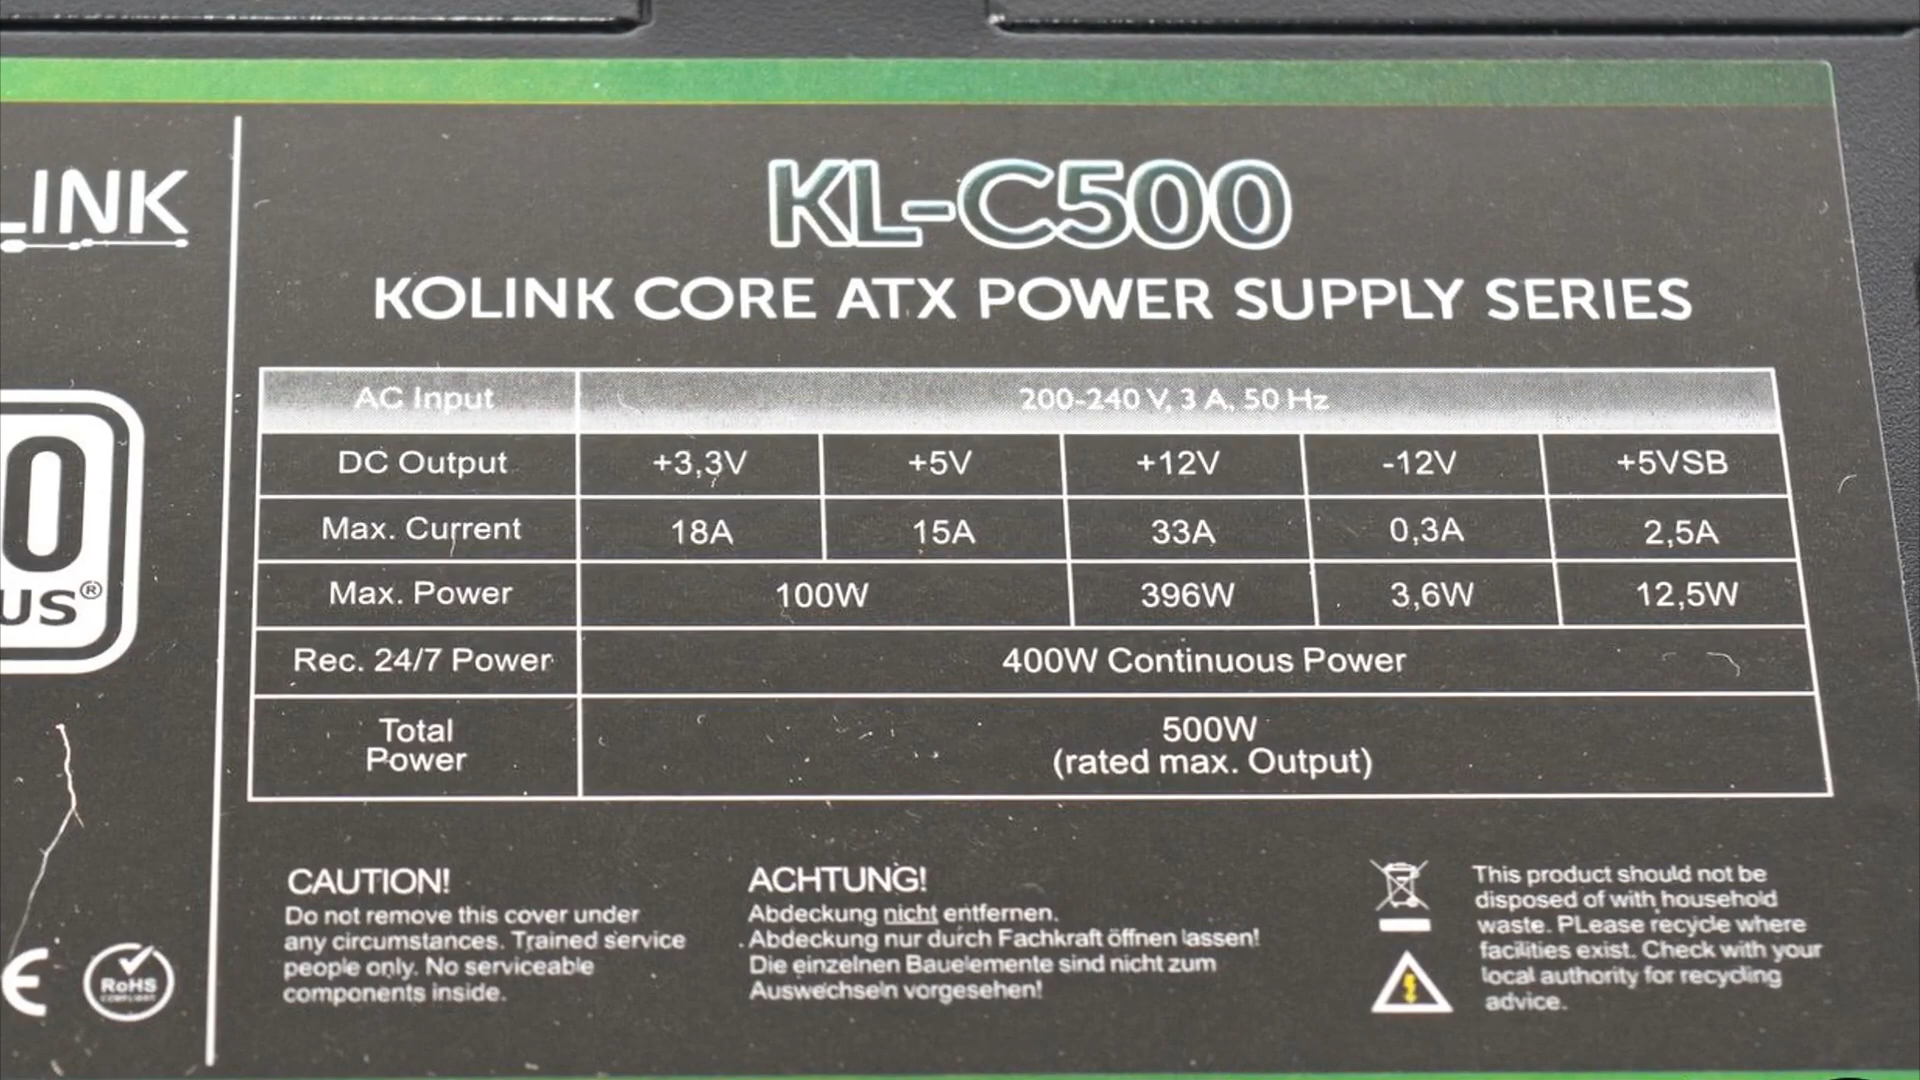 LINK
0
US®
KL-C500
KOLINK CORE ATX POWER SUPPLY SERIES
AC Input 200-240 V, 3 A, 50 Hz
DC Output +3,3V +5V +12V -12V +5VSB
Max. Current 18A 15A 33A 0,3A 2,5A
Max. Power 100W 396W 3,6W 12,5W
Rec. 24/7 Power 400W Continuous Power
Total
Power
500W
(rated max. Output)
CAUTION!
Do not remove this cover under
any circumstances. Trained service
people only. No serviceable
components inside.
ACHTUNG!
Abdeckung nicht entfernen.
Abdeckung nur durch Fachkraft öffnen lassen!
Die einzelnen Bauelemente sind nicht zum
Auswechseln vorgesehen!
This product should not be
disposed of with household
waste. PLease recycle where
facilities exist. Check with your
local authority for recycling
advice.
CE
RoHS